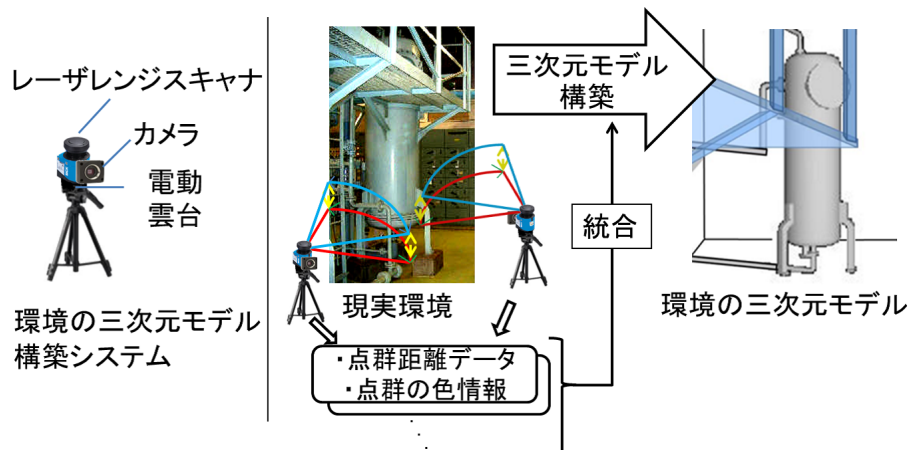 レーザレンジスキャナ
カメラ
電動
雲台
環境の三次元モデル
構築システム
現実環境
・点群距離データ
・点群の色情報
三次元モデル
構築
統合
環境の三次元モデル